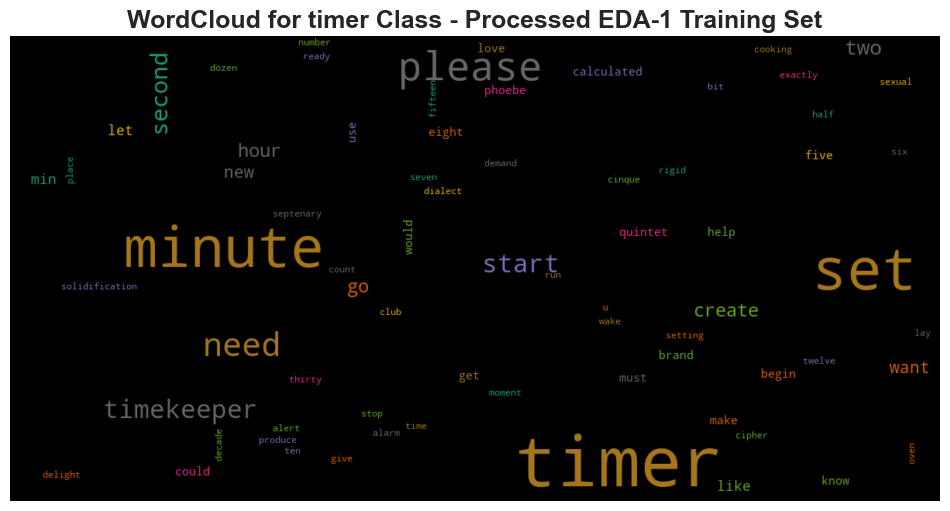 WordCloud for timer Class - Processed EDA-1 Training Set
number
love
cooking
two
ready
please
second
dozen
calculated
exactly
sexual
phoebe
bit
fifteen
half
let
use
eight
hour
five
six
demand
place
new
rigid
min
seven
cinque
dialect
septenary
would
quintet
help
minute
start
set
count
run
solidification
go
club
u
create
wake
lay
need
setting
brand
twelve
get
want
thirty
must
begin
moment
timekeeper
stop
make
alert
time
alarm
cipher
decade
produce
ten
oven
give
timer
delight
could
like
know